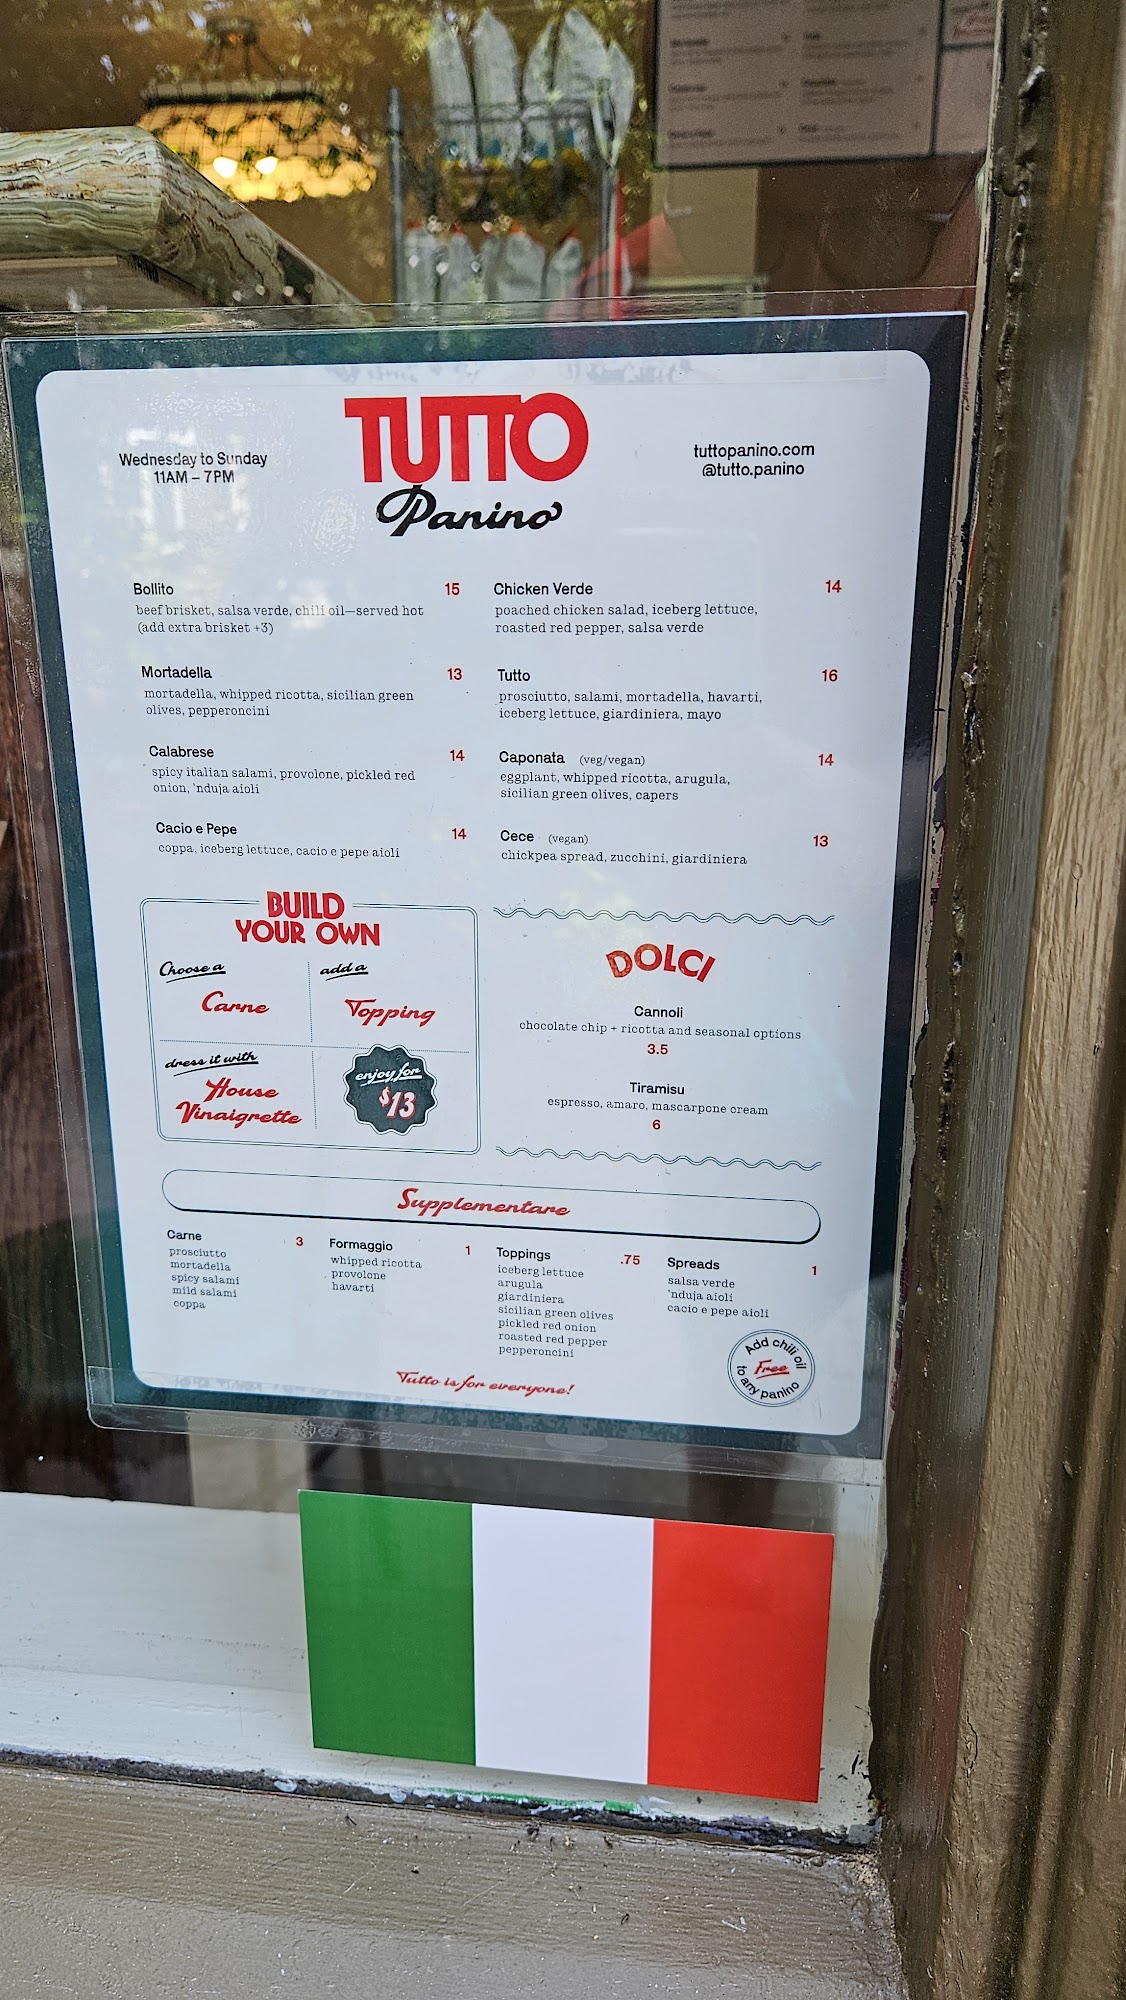 Wednesday to Sunday
11AM – 7PM
TUTTO
Panino
tuttopanino.com
@tutto.panino
Bollito 15
beef brisket, salsa verde, chili oil—served hot
(add extra brisket +3)
Mortadella 13
mortadella, whipped ricotta, sicilian green
olives, pepperoncini
Calabrese 14
spicy italian salami, provolone, pickled red
onion, 'nduja aioli
Cacio e Pepe 14
coppa, iceberg lettuce, cacio e pepe aioli
Chicken Verde 14
poached chicken salad, iceberg lettuce,
roasted red pepper, salsa verde
Tutto 16
prosciutto, salami, mortadella, havarti,
iceberg lettuce, giardiniera, mayo
Caponata (veg/vegan) 14
eggplant, whipped ricotta, arugula,
sicilian green olives, capers
Cece (vegan) 13
chickpea spread, zucchini, giardiniera
BUILD
YOUR OWN
Choose a
Carne
add a
Topping
dress it with
House
Vinaigrette
enjoy for
$13
DOLCI
Cannoli
chocolate chip + ricotta and seasonal options
3.5
Tiramisu
espresso, amaro, mascarpone cream
6
Supplementare
Carne 3
prosciutto
mortadella
spicy salami
mild salami
coppa
Formaggio 1
whipped ricotta
provolone
havarti
Toppings .75
iceberg lettuce
arugula
giardiniera
sicilian green olives
pickled red onion
roasted red pepper
pepperoncini
Spreads 1
salsa verde
'nduja aioli
cacio e pepe aioli
Add chili oil
Free
to any panino
Tutto is for everyone!